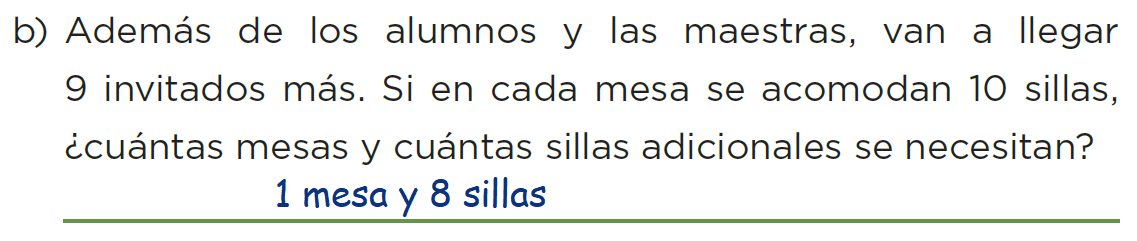 b) Además de los alumnos y las maestras, van a llegar
9 invitados más. Si en cada mesa se acomodan 10 sillas,
¿cuántas mesas y cuántas sillas adicionales se necesitan?
1 mesa y 8 sillas